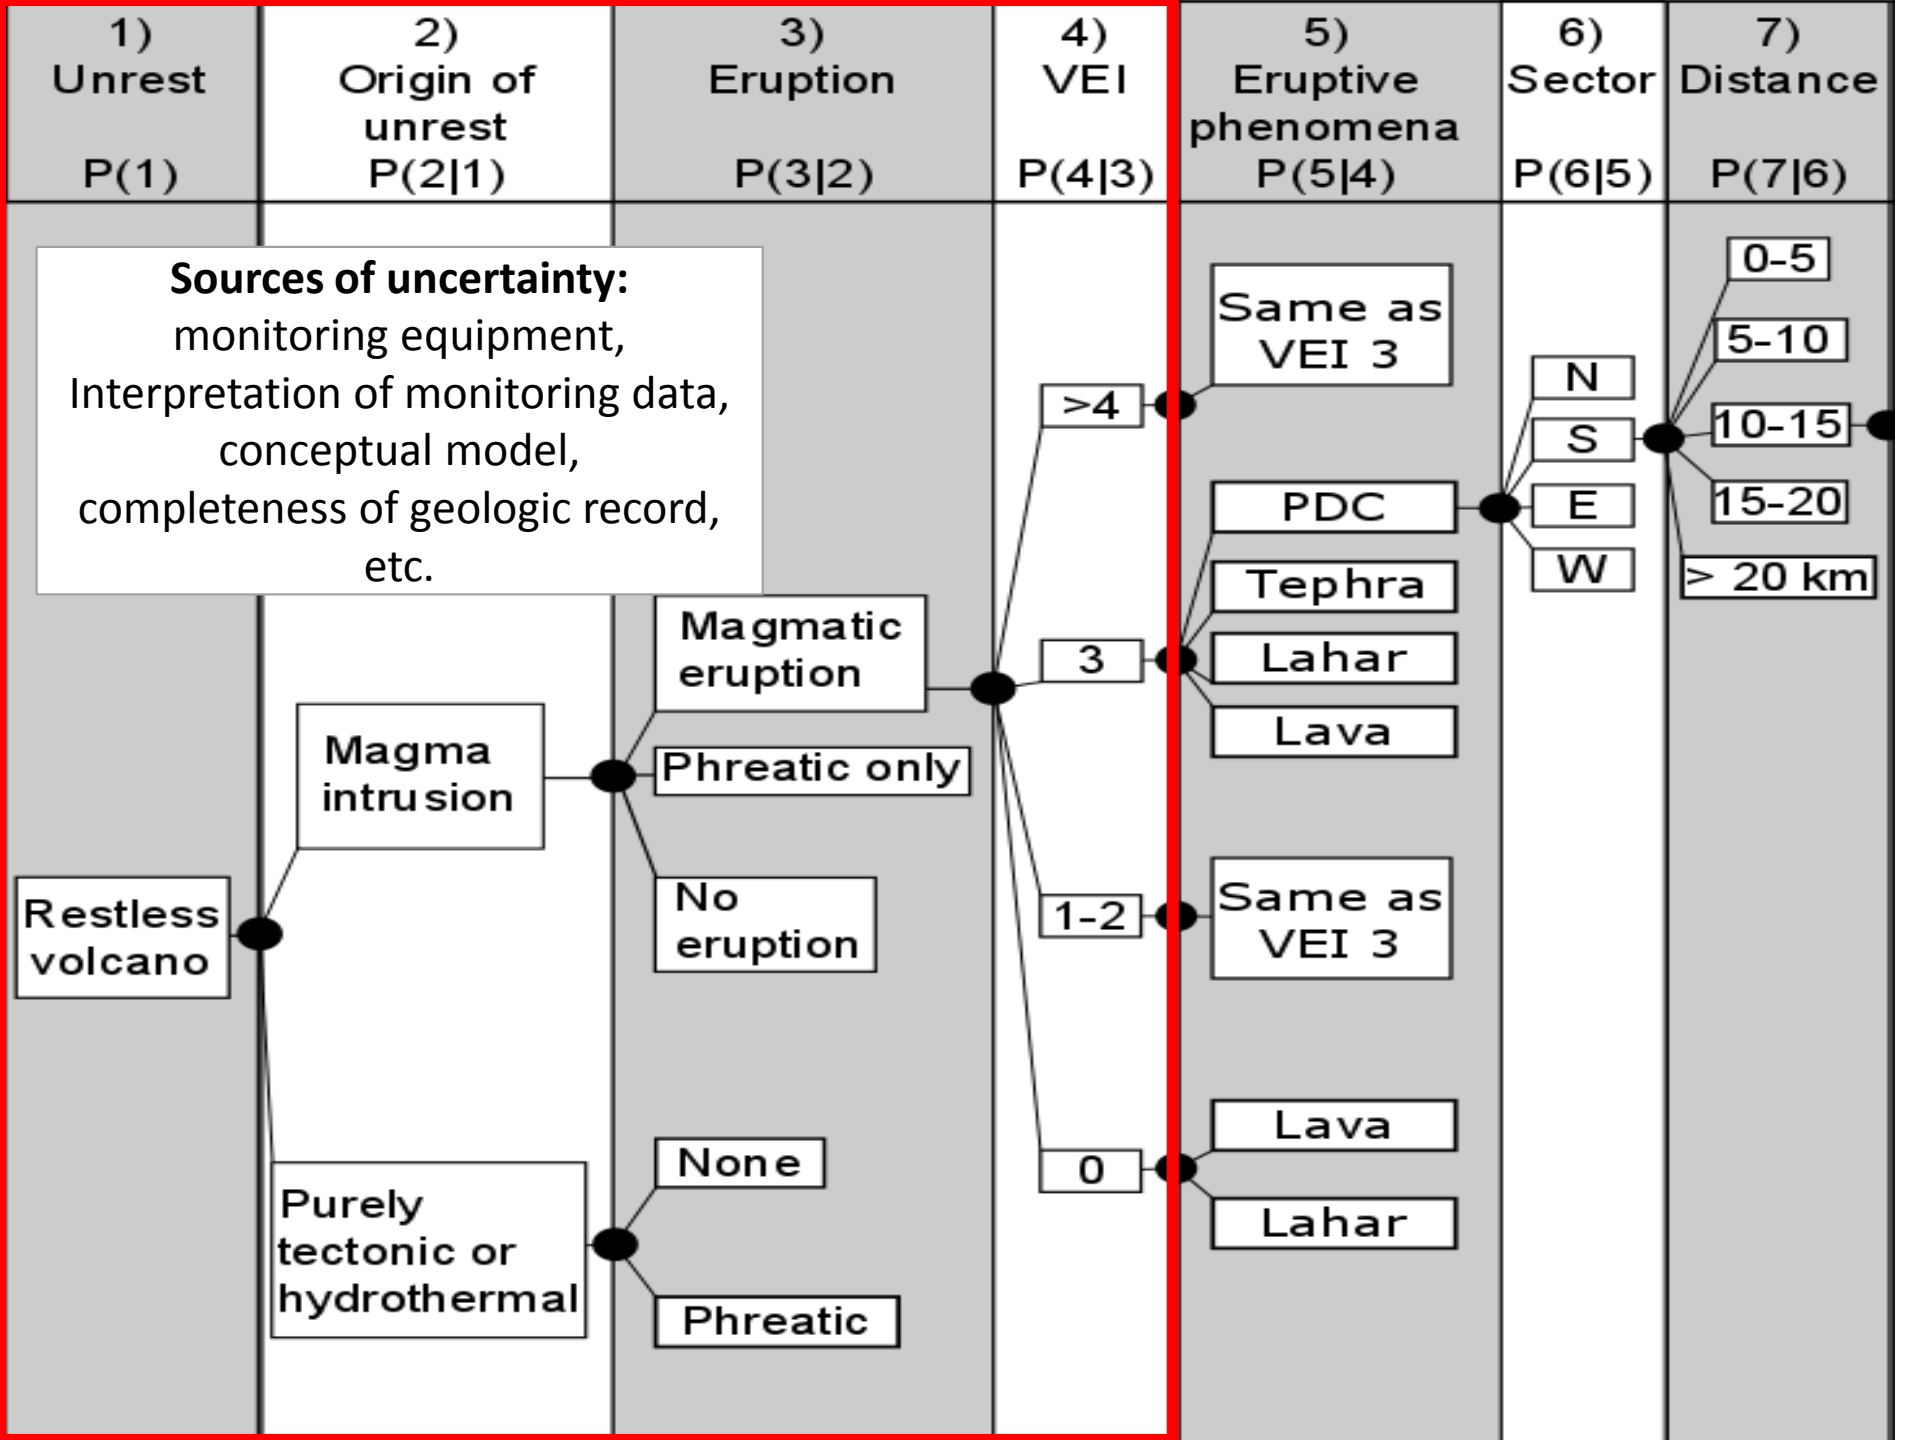 1)
Unrest
P(1)
2)
Origin of
unrest
P(2|1)
3)
Eruption
P(3|2)
4)
VEI
P(4|3)
5)
Eruptive
phenomena
P(5|4)
6)
Sector
P(6|5)
7)
Distance
P(7|6)
Sources of uncertainty:
monitoring equipment,
Interpretation of monitoring data,
conceptual model,
completeness of geologic record,
etc.
Restless
volcano
Magma
intrusion
Purely
tectonic or
hydrothermal
Magmatic
eruption
Phreatic only
No
eruption
None
Phreatic
>4
3
1-2
0
Same as
VEI 3
PDC
Tephra
Lahar
Lava
Same as
VEI 3
Lava
Lahar
N
S
E
W
0-5
5-10
10-15
15-20
> 20 km